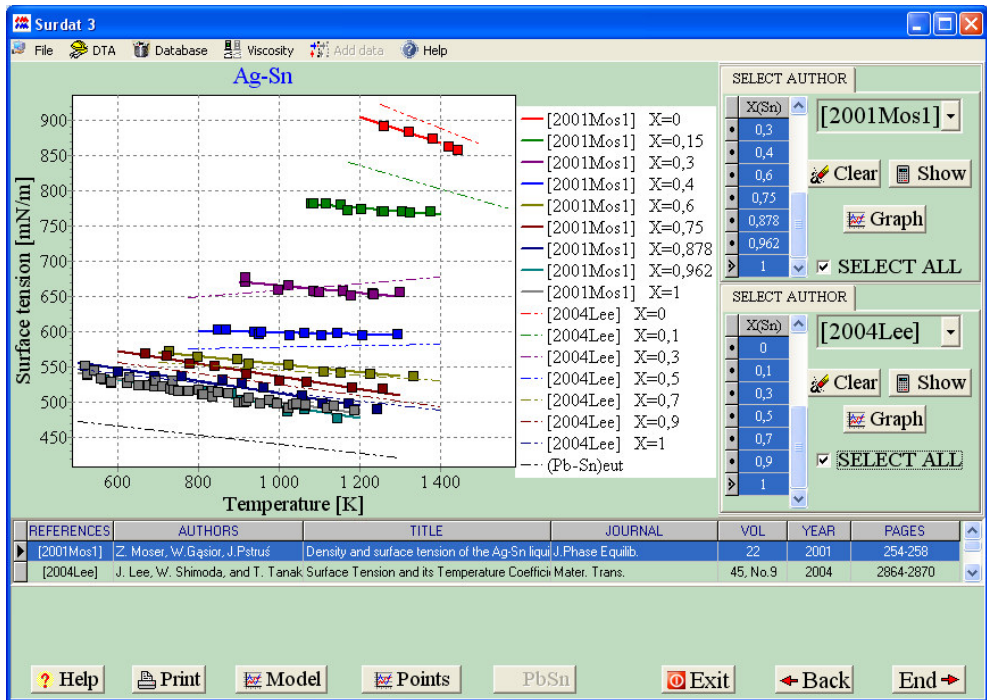 Surdat 3
File DTA Database Viscosity Add data Help
Ag-Sn
Surface tension [mN/m]
900
850
800
750
700
650
600
550
500
450
600 800 1000 1 200 1 400
Temperature [K]
[2001Mos1] X=0
[2001Mos1] X=0,15
[2001Mos1] X=0,3
[2001Mos1] X=0,4
[2001Mos1] X=0,6
[2001Mos1] X=0,75
[2001Mos1] X=0,878
[2001Mos1] X=0,962
[2001Mos1] X=1
[2004Lee] X=0
[2004Lee] X=0,1
[2004Lee] X=0,3
[2004Lee] X=0,5
[2004Lee] X=0,7
[2004Lee] X=0,9
[2004Lee] X=1
(Pb-Sn)eut
SELECT AUTHOR
X(Sn)
0,3
0,4
0,6
0,75
0,878
0,962
1
[2001Mos1]
Clear Show
Graph
SELECT ALL
SELECT AUTHOR
X(Sn)
0
0,1
0,3
0,5
0,7
0,9
1
[2004Lee]
Clear Show
Graph
SELECT ALL
REFERENCES AUTHORS TITLE JOURNAL VOL YEAR PAGES
[2001Mos1] Z. Moser, W.Gąsior, J.Pstruś Density and surface tension of the Ag-Sn liqui J.Phase Equilib. 22 2001 254-258
[2004Lee] J. Lee, W. Shimoda, and T. Tanak Surface Tension and its Temperature Coeffici Mater. Trans. 45, No.9 2004 2864-2870
Help Print Model Points PbSn Exit Back End